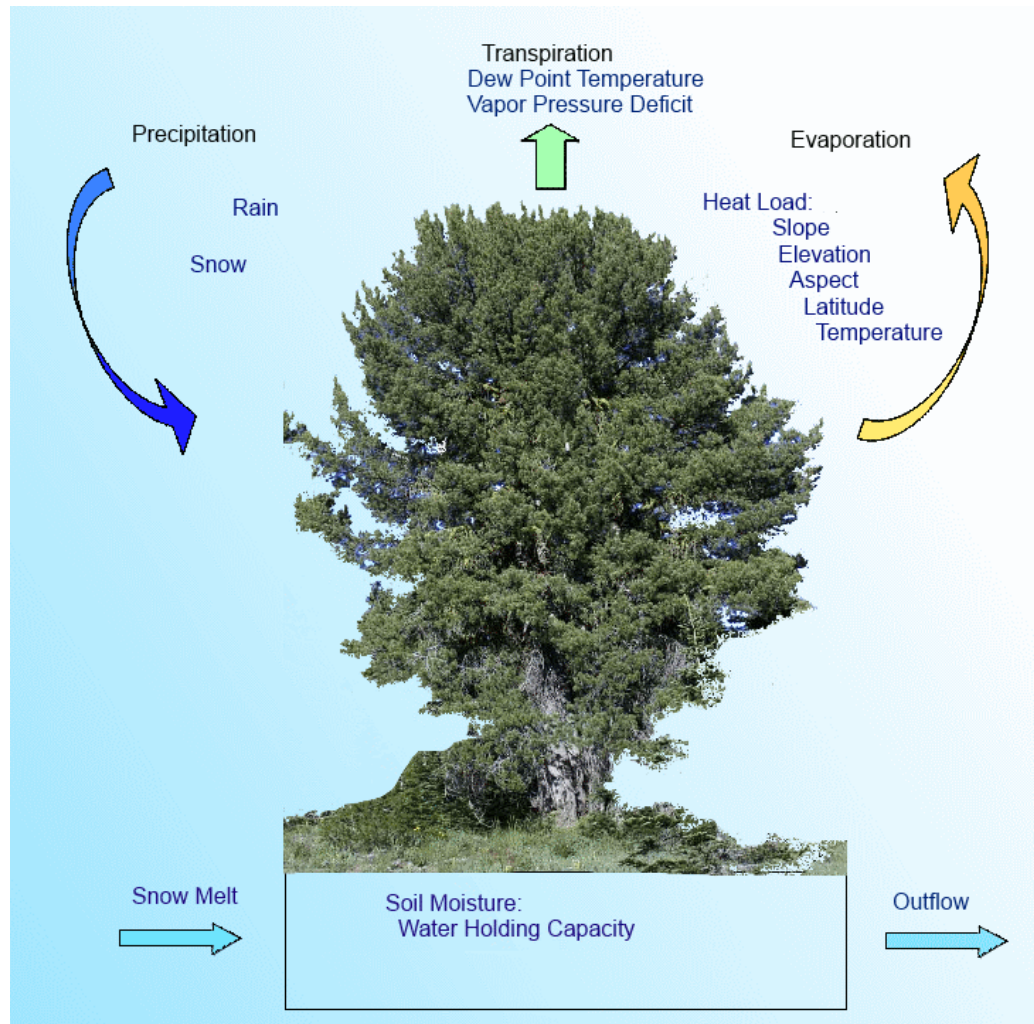 Transpiration
Dew Point Temperature
Vapor Pressure Deficit
Precipitation
Rain
Snow
Evaporation
Heat Load:
Slope
Elevation
Aspect
Latitude
Temperature
Snow Melt
Soil Moisture:
Water Holding Capacity
Outflow